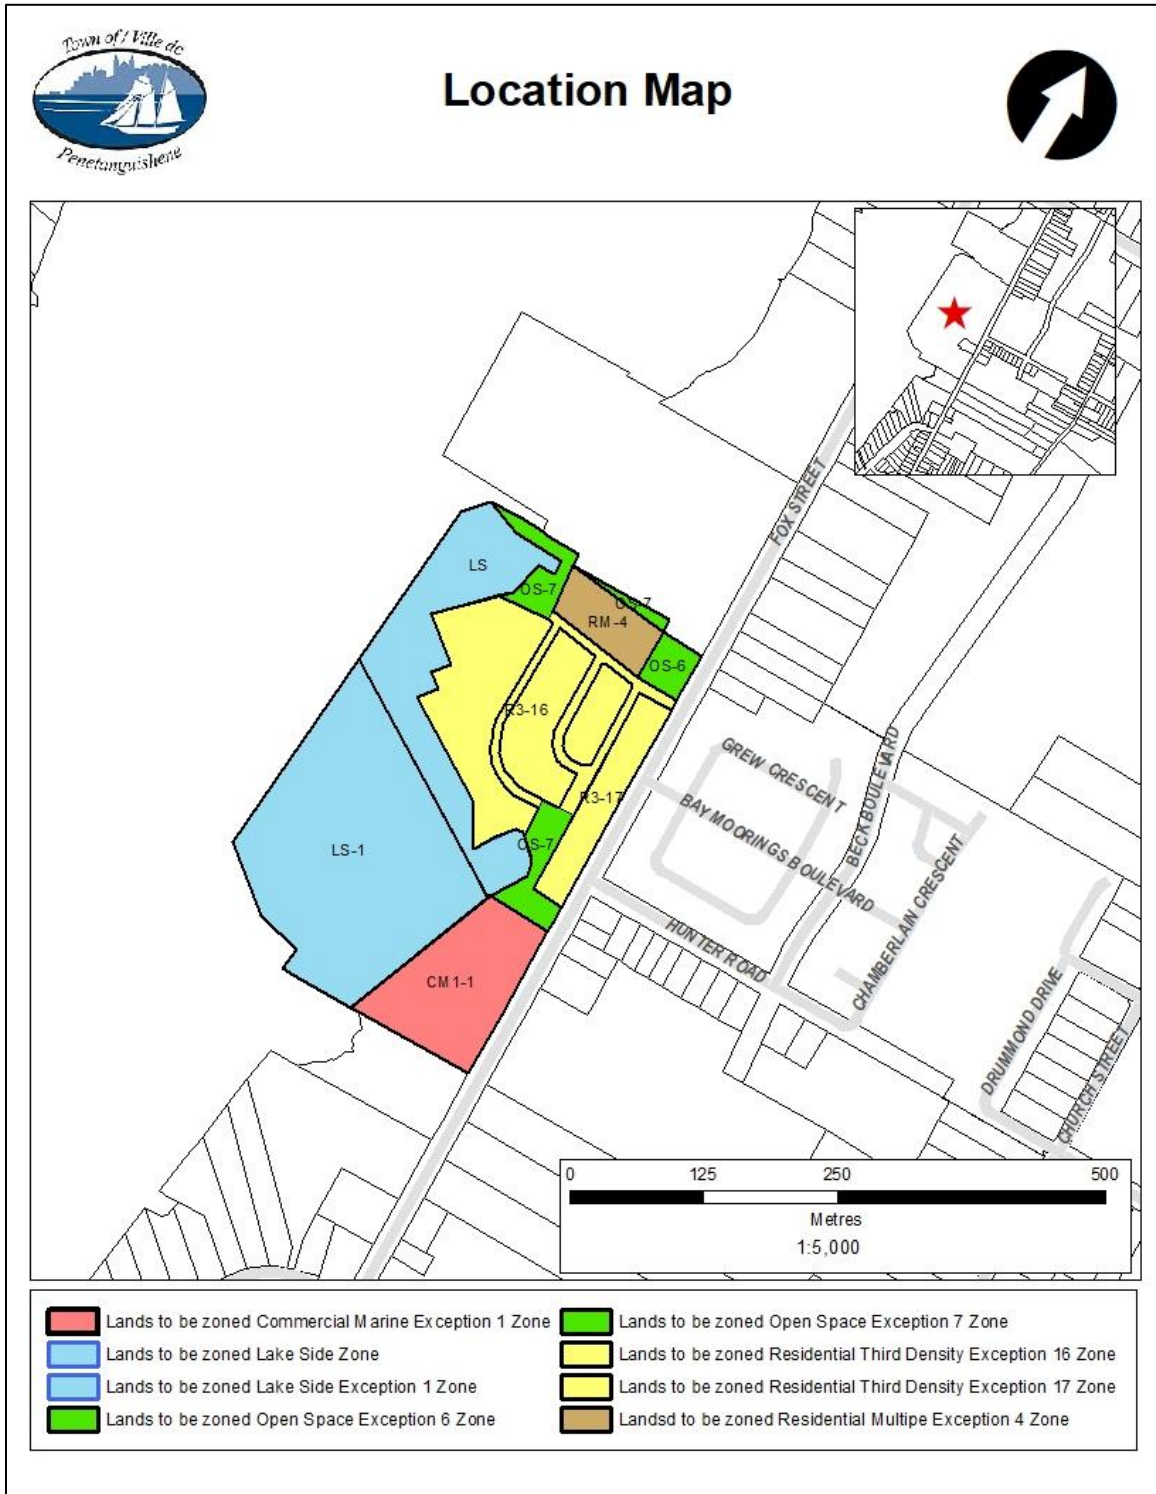 Town of / Ville de
Penetanguishene
Location Map
FOX STREET
LS
OS-7
OS-7
RM-4
OS-6
R3-16
GREW CRESCENT
BECK BOULEVARD
R3-17
BAY MOORINGS BOULEVARD
OS-7
LS-1
CHAMBERLAIN CRESCENT
HUNTER ROAD
CM1-1
DRUMMOND DRIVE
CHURCH STREET
0 125 250 500
Metres
1:5,000
Lands to be zoned Commercial Marine Exception 1 Zone
Lands to be zoned Lake Side Zone
Lands to be zoned Lake Side Exception 1 Zone
Lands to be zoned Open Space Exception 6 Zone
Lands to be zoned Open Space Exception 7 Zone
Lands to be zoned Residential Third Density Exception 16 Zone
Lands to be zoned Residential Third Density Exception 17 Zone
Landsd to be zoned Residential Multipe Exception 4 Zone